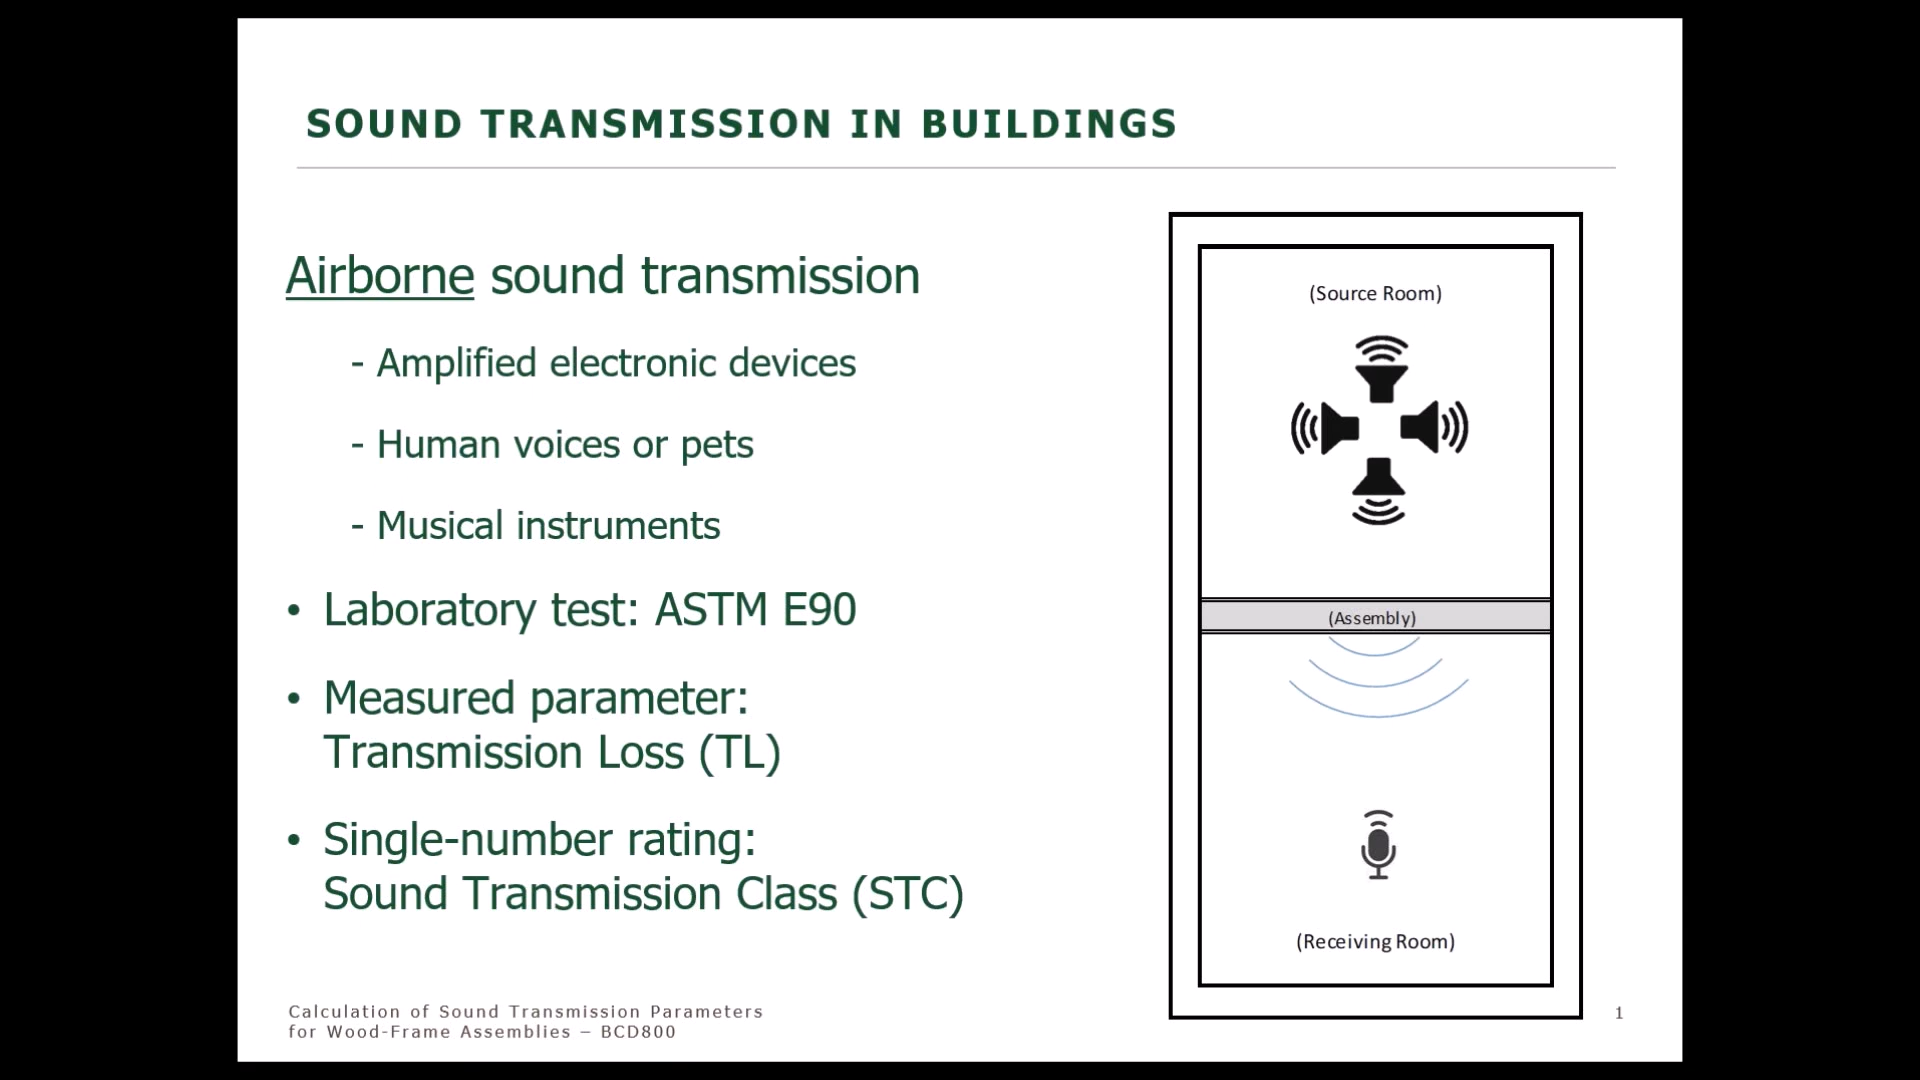 SOUND TRANSMISSION IN BUILDINGS
Airborne sound transmission
- Amplified electronic devices
- Human voices or pets
- Musical instruments
• Laboratory test: ASTM E90
• Measured parameter:
Transmission Loss (TL)
• Single-number rating:
Sound Transmission Class (STC)
(Source Room)
(Assembly)
(Receiving Room)
Calculation of Sound Transmission Parameters
for Wood-Frame Assemblies – BCD800
1